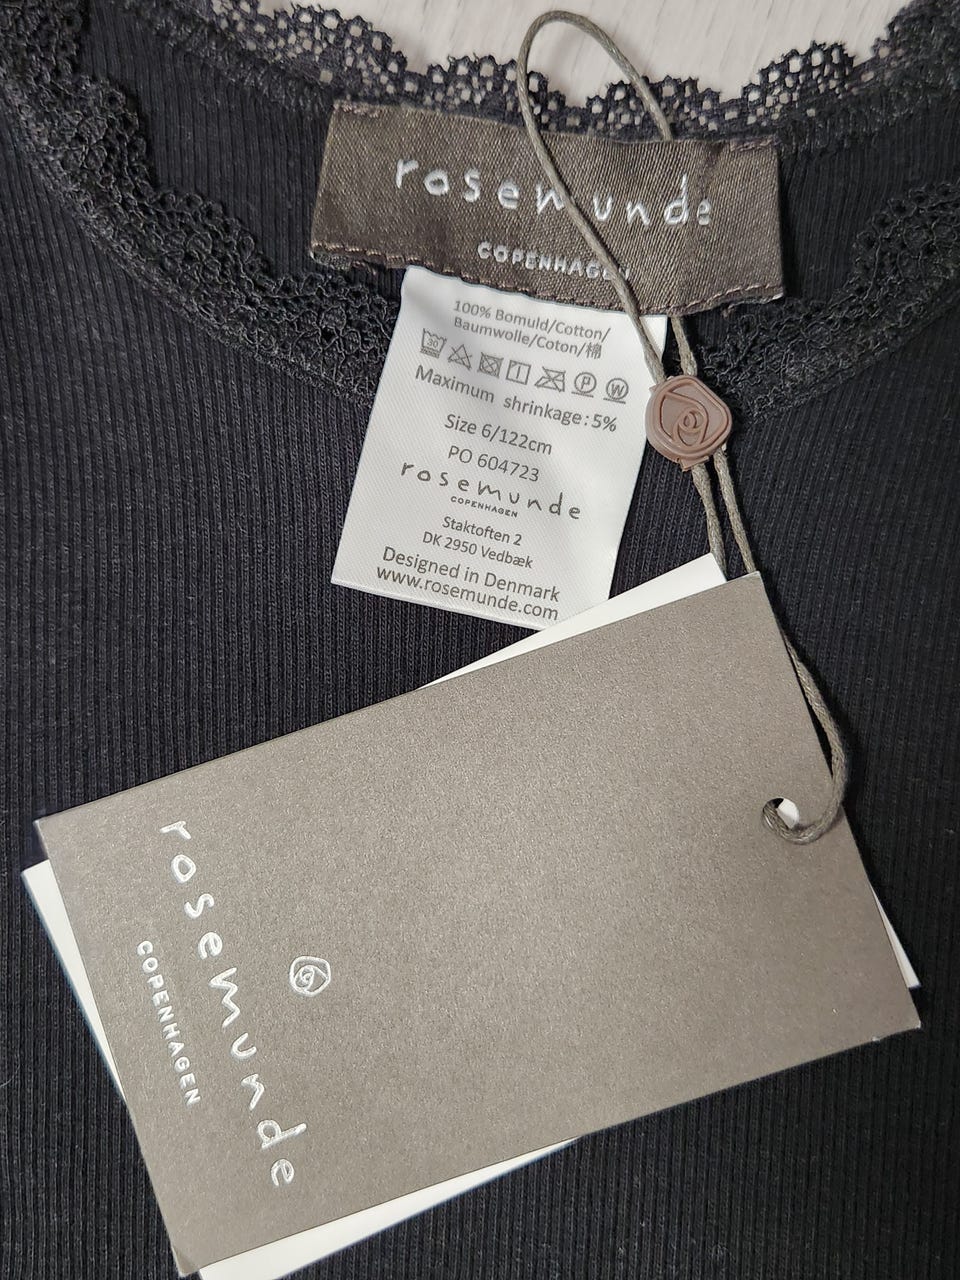 rosemunde
COPENHAGEN
100% Bomuld/Cotton/
Baumwolle/Coton/棉
30
P
W
Maximum shrinkage: 5%
Size 6/122cm
PO 604723
rosemunde
COPENHAGEN
Staktoften 2
DK 2950 Vedbæk
Designed in Denmark
www.rosemunde.com
rosemunde
COPENHAGEN